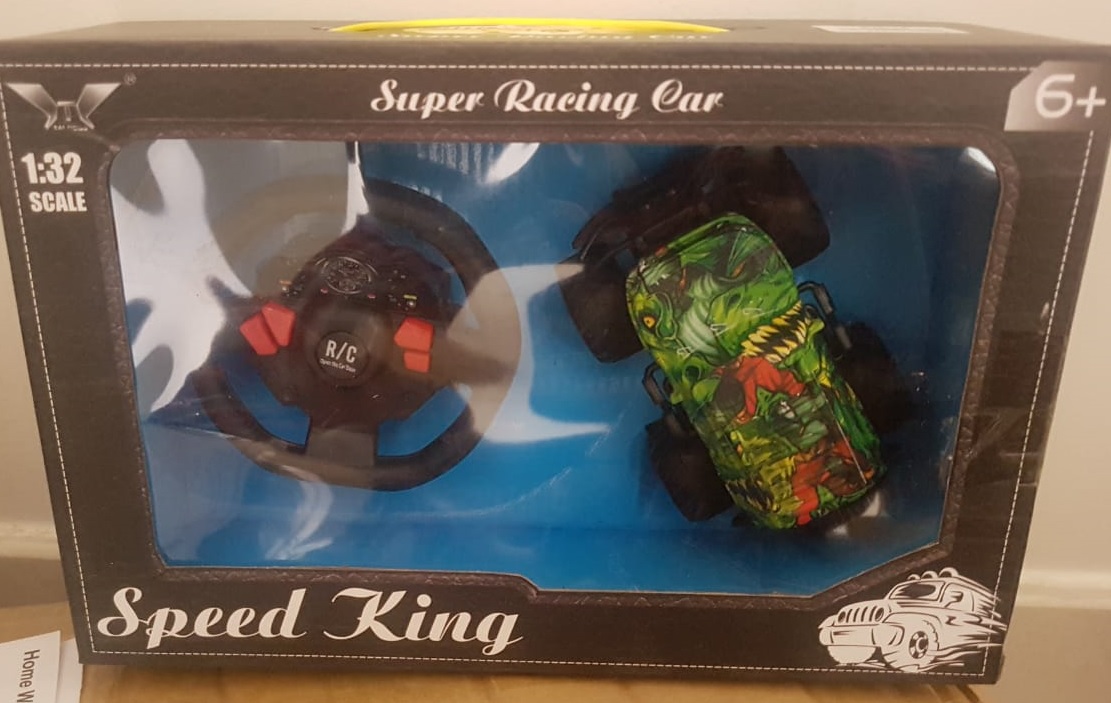 Super Racing Car
6+
1:32
SCALE
R/C
Speed King
Home W